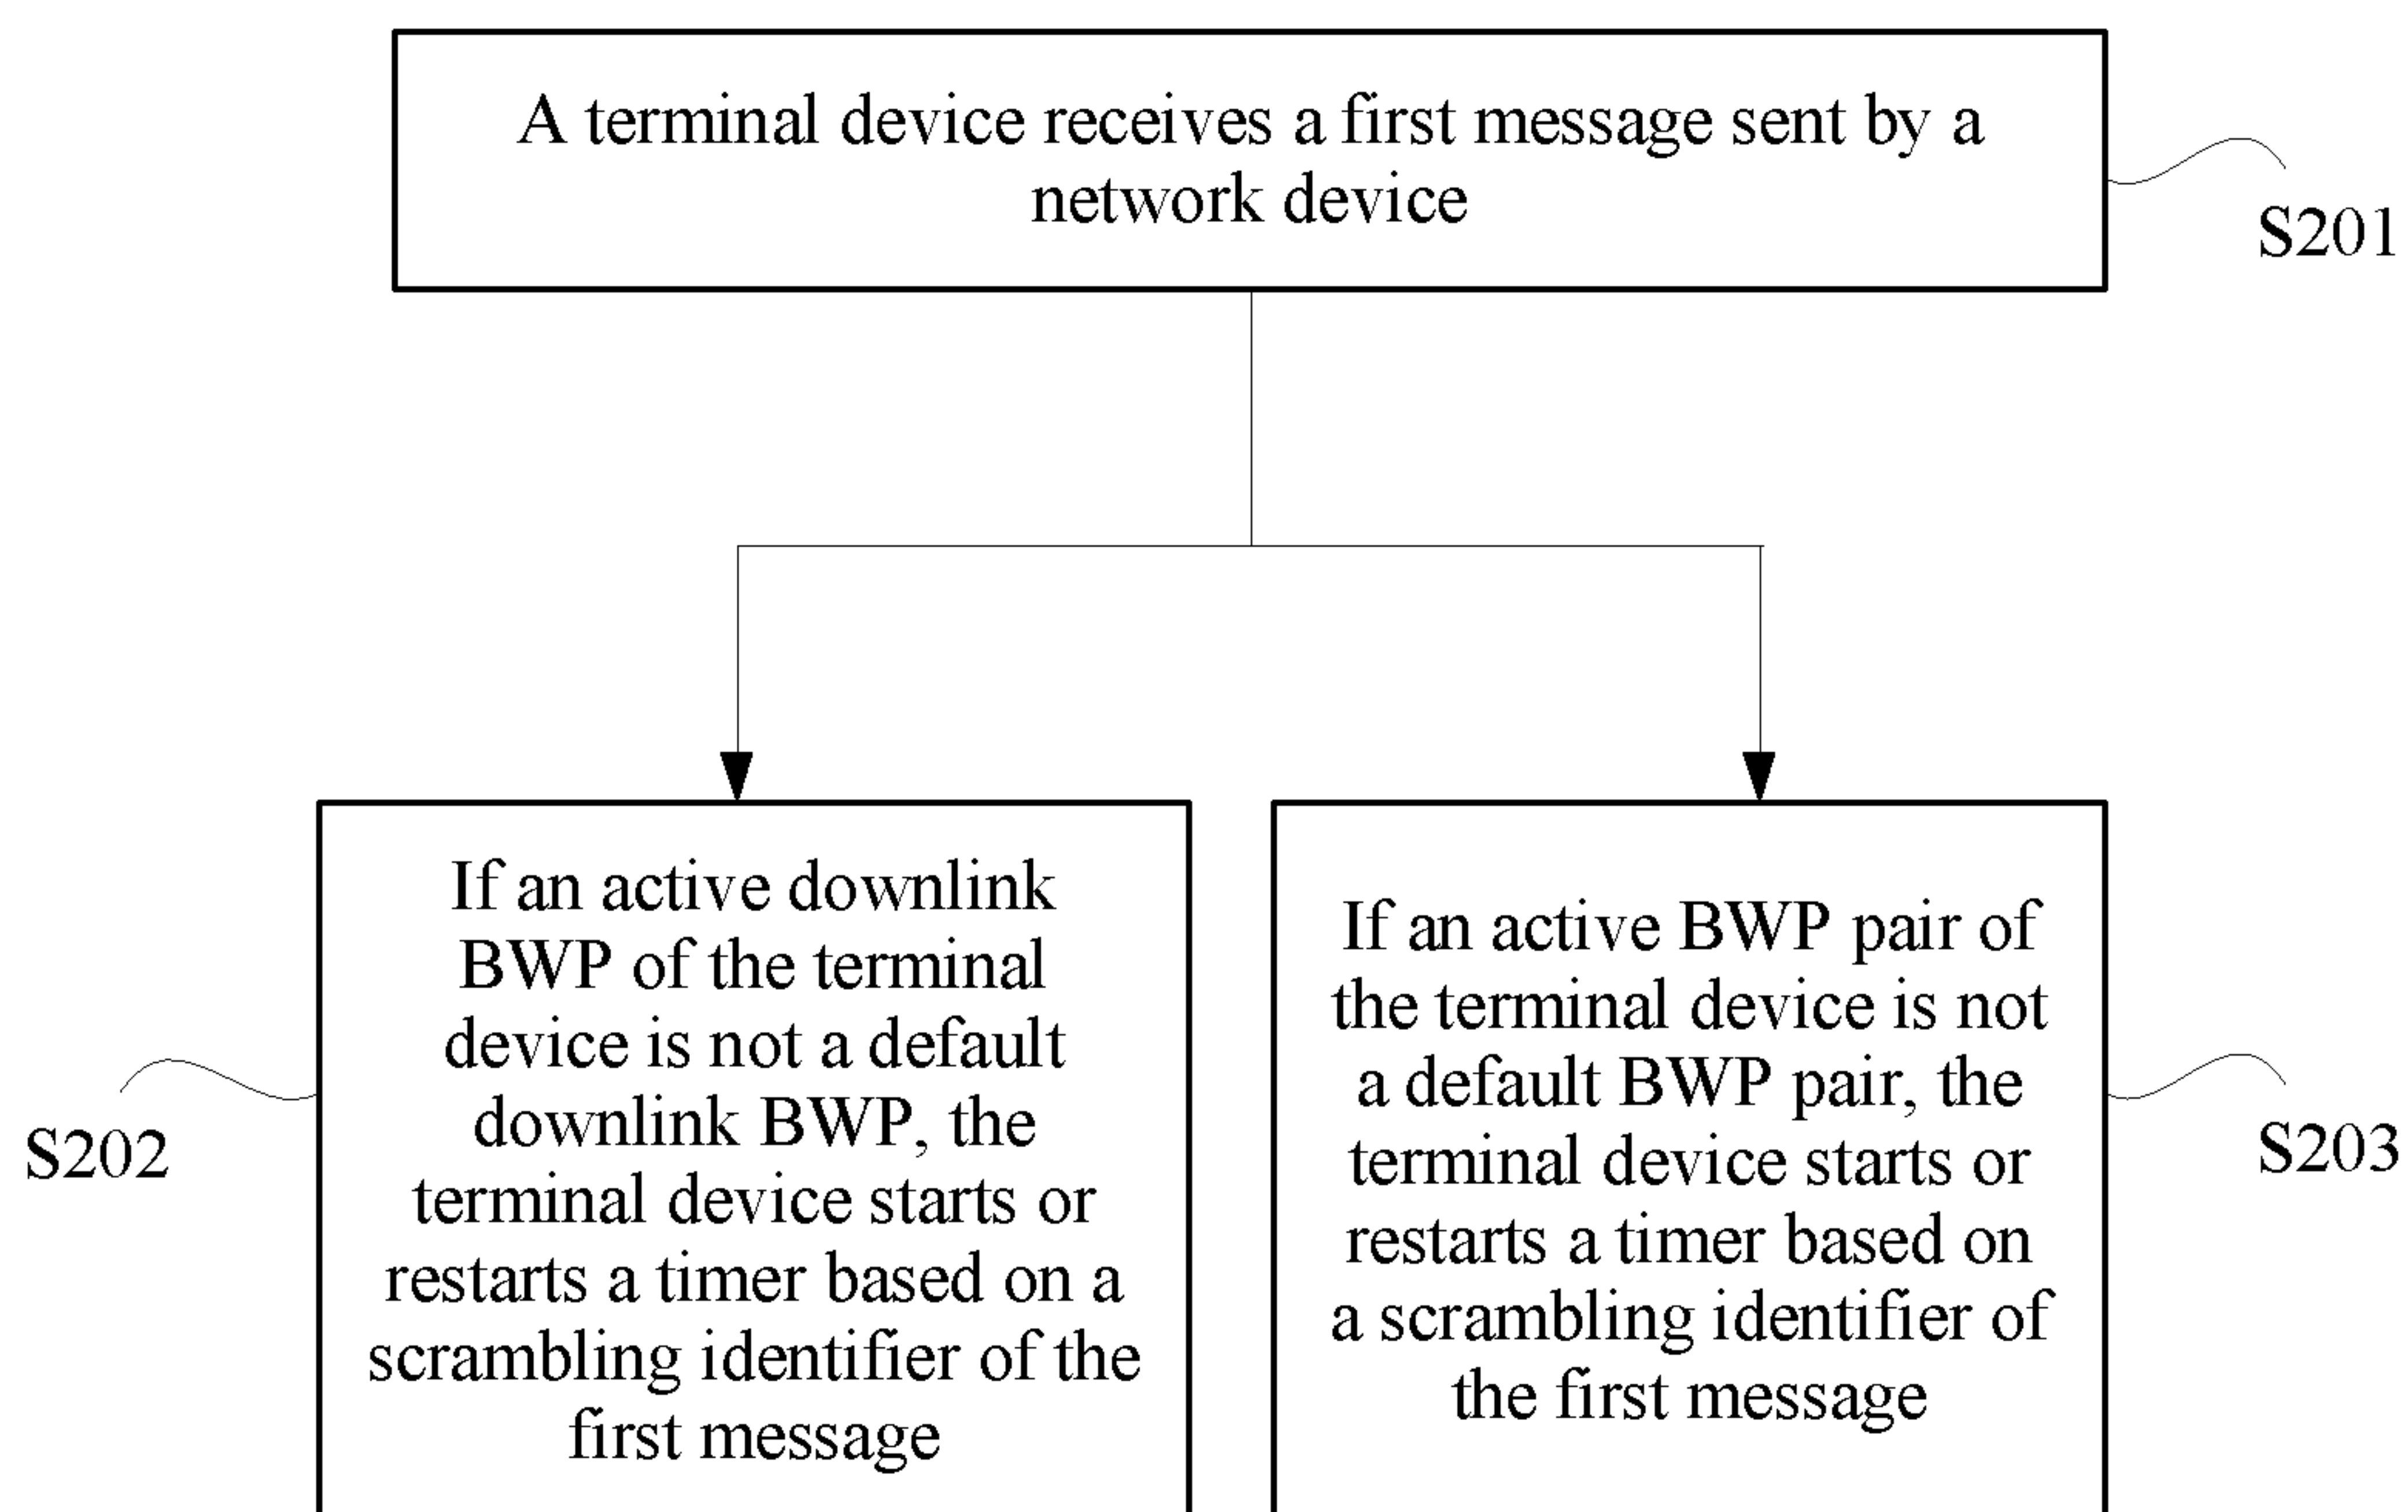 A terminal device receives a first message sent by a
network device
S201
If an active downlink
BWP of the terminal
device is not a default
downlink BWP, the
terminal device starts or
restarts a timer based on a
scrambling identifier of the
first message
S202
If an active BWP pair of
the terminal device is not
a default BWP pair, the
terminal device starts or
restarts a timer based on
a scrambling identifier of
the first message
S203